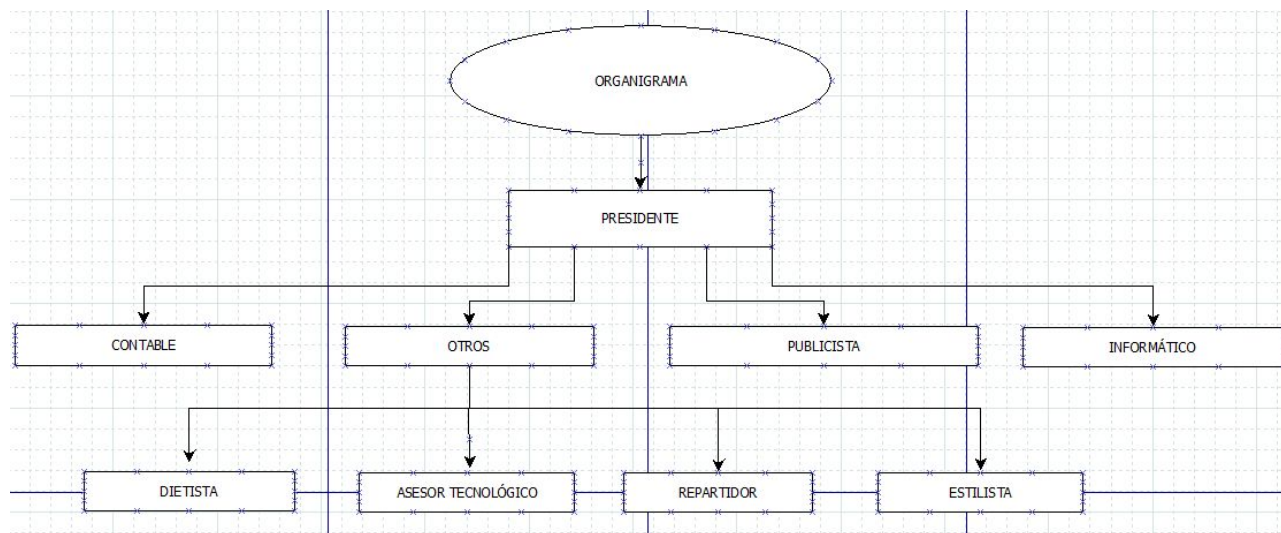 ORGANIGRAMA
PRESIDENTE
CONTABLE
OTROS
PUBLICISTA
INFORMÁTICO
DIETISTA
ASESOR TECNOLÓGICO
REPARTIDOR
ESTILISTA